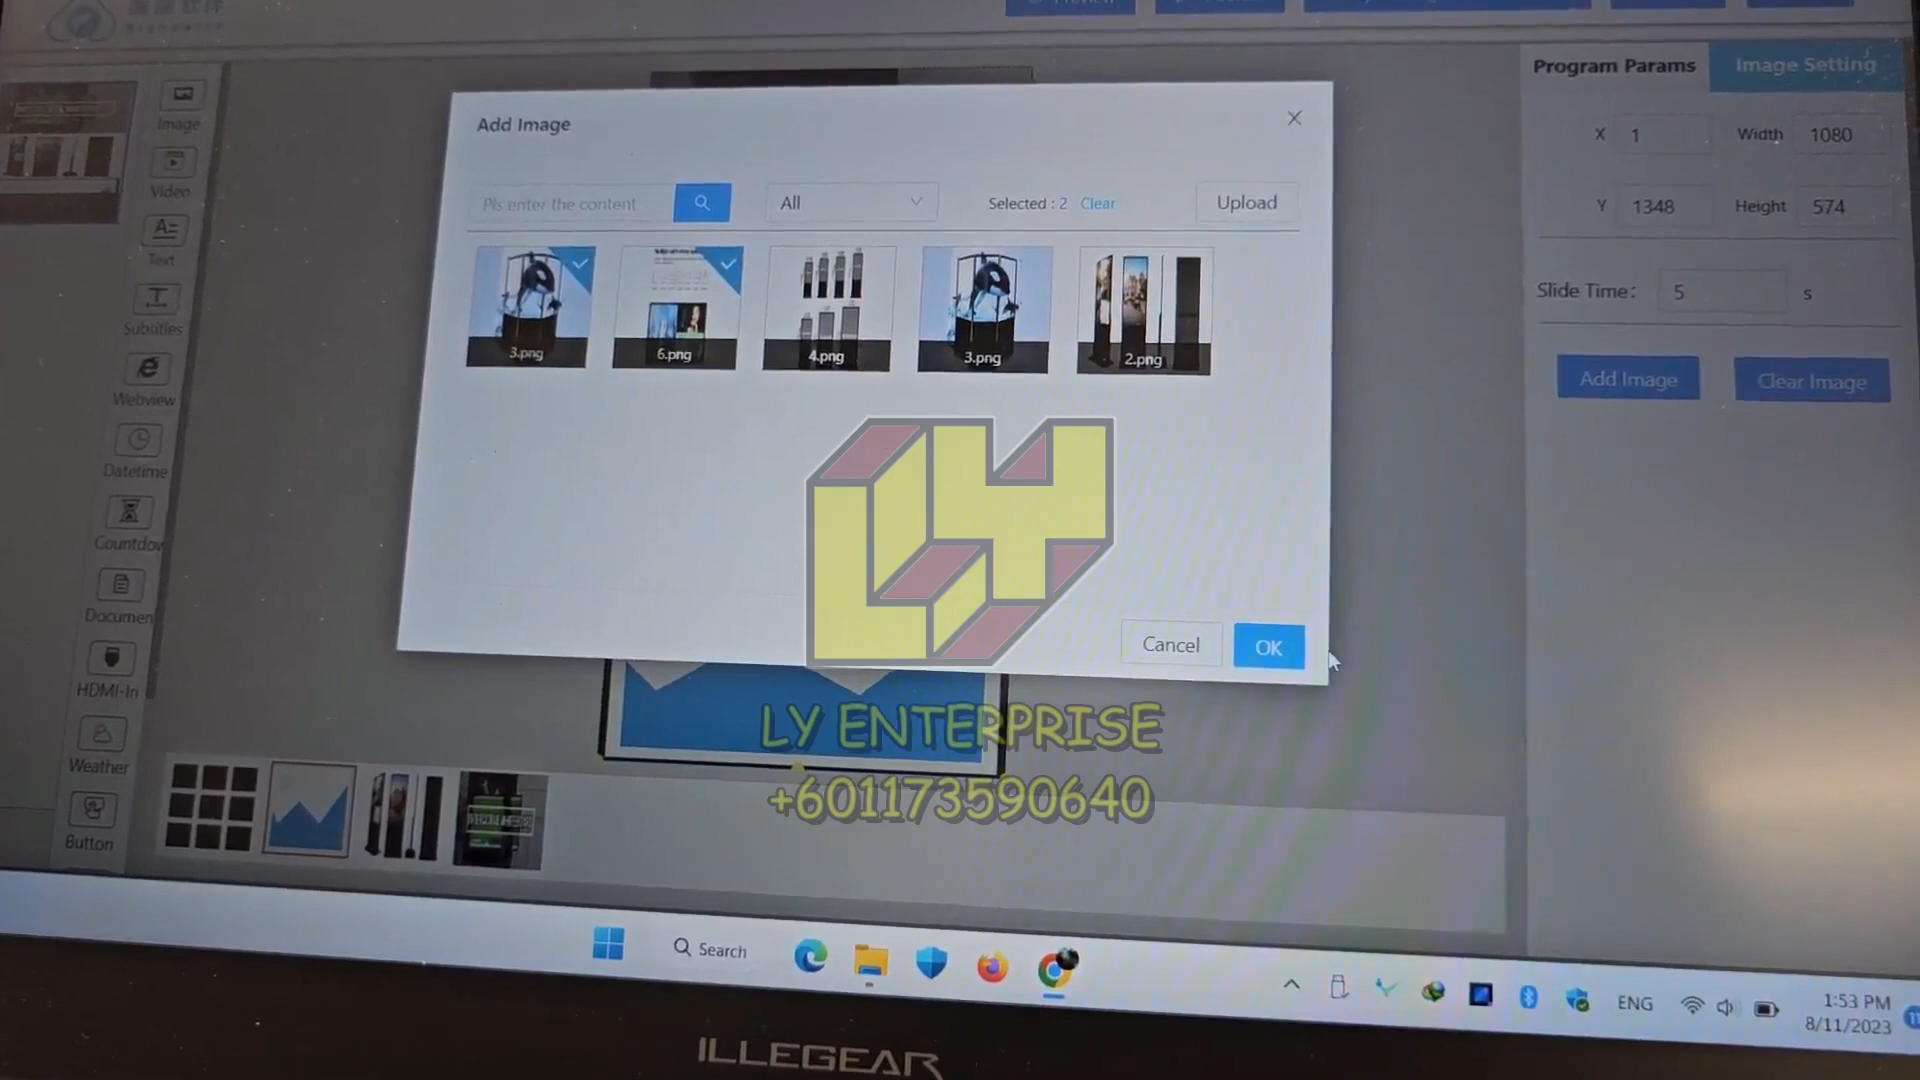 Program Params
Image Setting
Add Image
X 1 Width 1080
Y 1348 Height 574
Slide Time: 5 s
Add Image
Clear Image
Pls enter the content
All
Selected : 2 Clear
Upload
3.png
6.png
4.png
3.png
2.png
Cancel
OK
Image
Video
Text
Subtitles
Webview
Datetime
Countdow
Documen
HDMI-In
Weather
Button
LY
LY ENTERPRISE
+601173590640
Search
ENG
1:53 PM
8/11/2023
ILLEGEAR